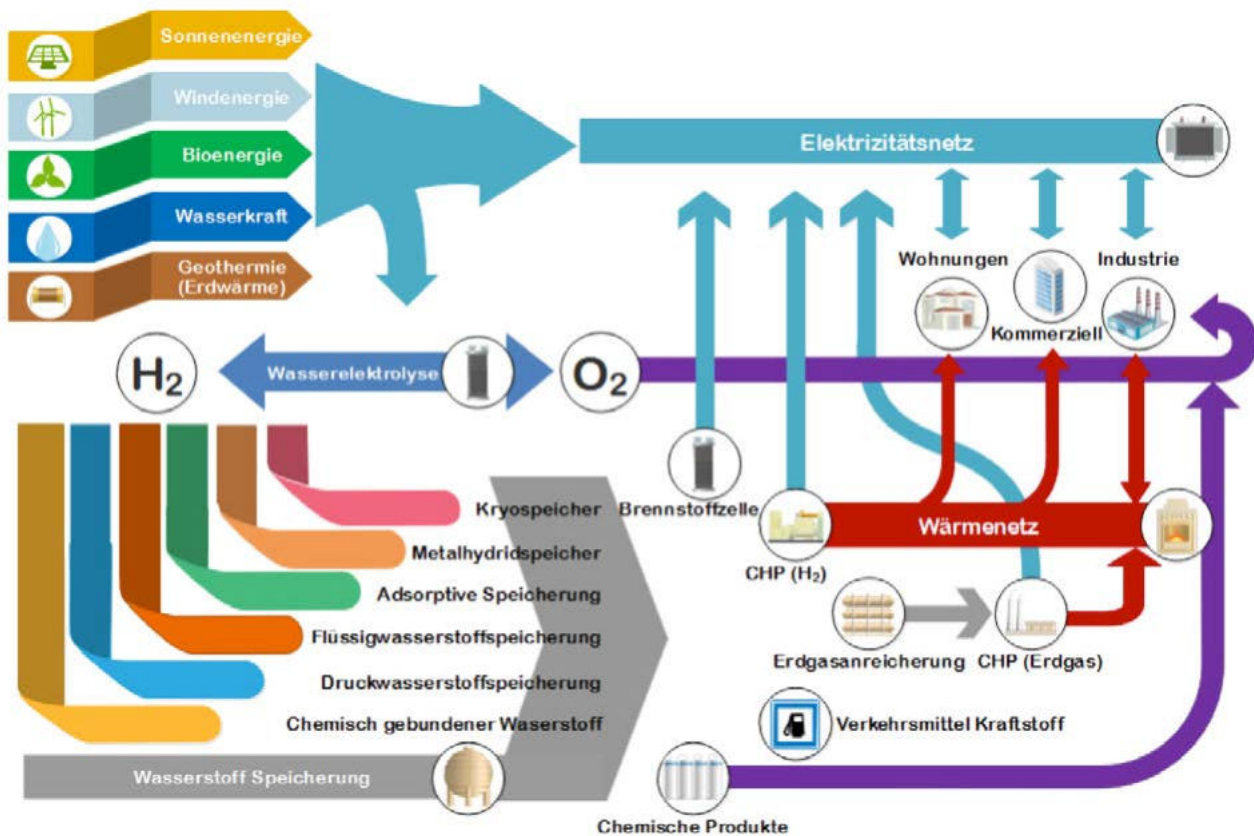 Sonnenenergie
Windenergie
Bioenergie
Wasserkraft
Geothermie
(Erdwärme)
Elektrizitätsnetz
Wohnungen
Kommerziell
Industrie
H₂
Wasserelektrolyse
O₂
Kryospeicher
Metalhydridspeicher
Adsorptive Speicherung
Flüssigwasserstoffspeicherung
Druckwasserstoffspeicherung
Chemisch gebundener Waserstoff
Wasserstoff Speicherung
Brennstoffzelle
CHP (H₂)
Wärmenetz
Erdgasanreicherung
CHP (Erdgas)
Verkehrsmittel Kraftstoff
Chemische Produkte